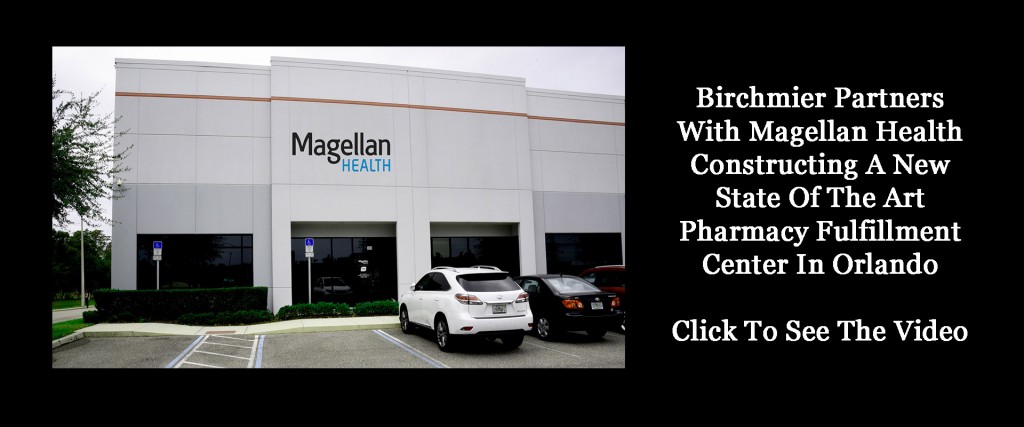 Magellan
HEALTH
Birchmier Partners
With Magellan Health
Constructing A New
State Of The Art
Pharmacy Fulfillment
Center In Orlando
Click To See The Video